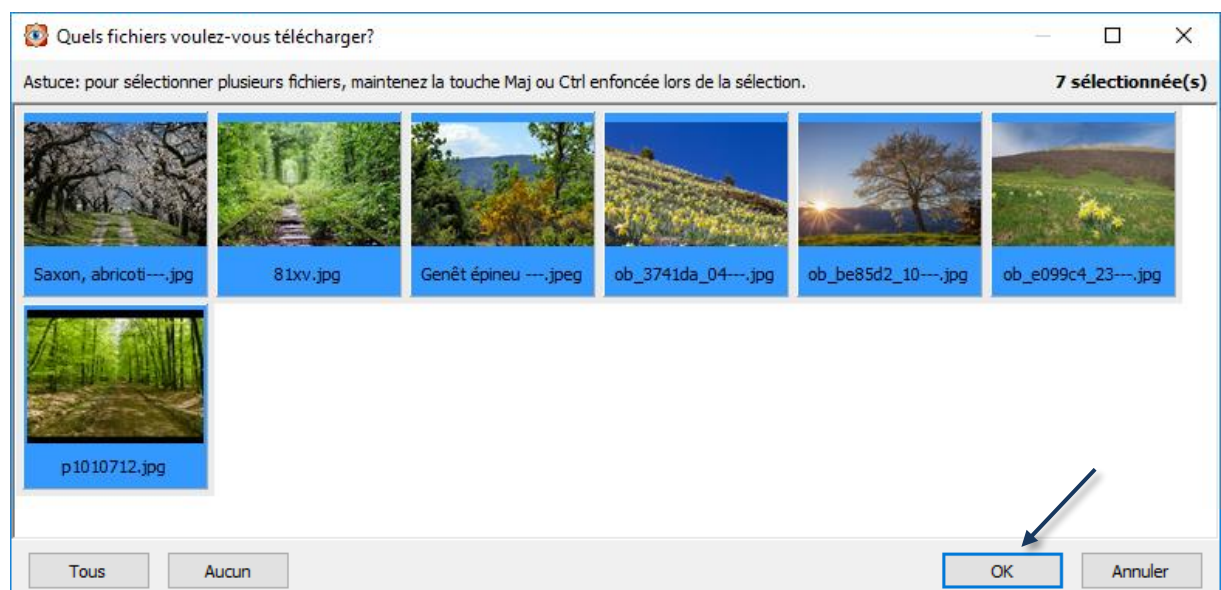 Quels fichiers voulez-vous télécharger?
Astuce: pour sélectionner plusieurs fichiers, maintenez la touche Maj ou Ctrl enfoncée lors de la sélection. 7 sélectionnée(s)
Saxon, abricoti---.jpg 81xv.jpg Genêt épineu ---.jpeg ob_3741da_04---.jpg ob_be85d2_10---.jpg ob_e099c4_23---.jpg
p1010712.jpg
Tous Aucun OK Annuler